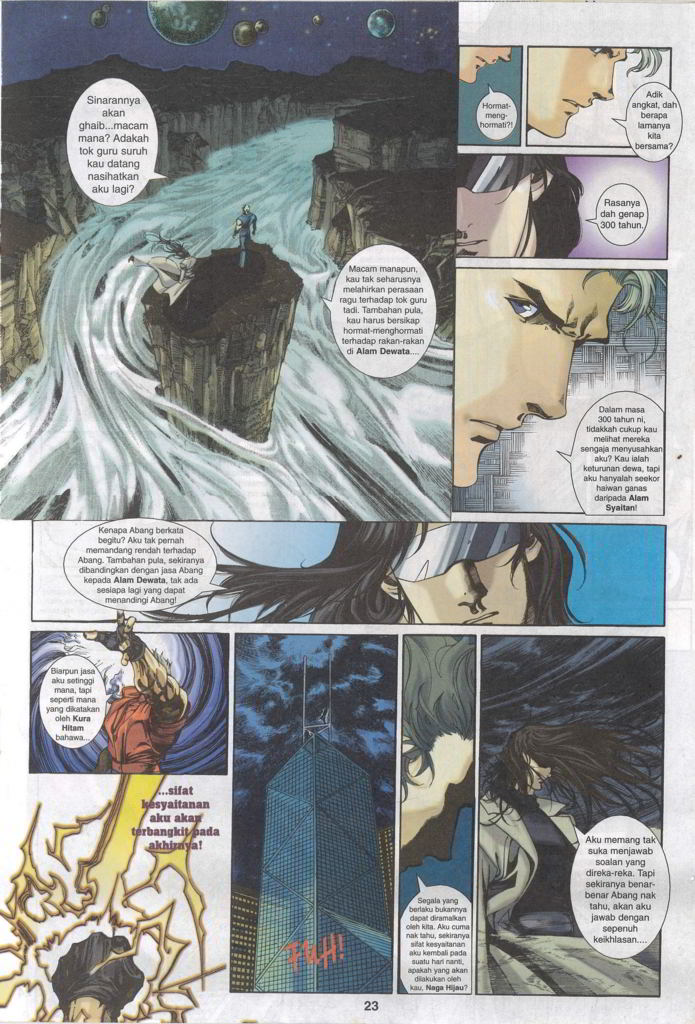 Sinarannya
akan
ghaib...macam
mana? Adakah
tok guru suruh
kau datang
nasihatkan
aku lagi?
Macam manapun,
kau tak seharusnya
melahirkan perasaan
ragu terhadap tok guru
tadi. Tambahan pula,
kau harus bersikap
hormat-menghormati
terhadap rakan-rakan
di Alam Dewata....
Hormat-
meng-
hormati?!
Adik
angkat, dah
berapa
lamanya
kita
bersama?
Rasanya
dah genap
300 tahun.
Dalam masa
300 tahun ni,
tidakkah cukup kau
melihat mereka
sengaja menyusahkan
aku? Kau ialah
keturunan dewa, tapi
aku hanyalah seekor
haiwan ganas
daripada Alam
Syaitan!
Kenapa Abang berkata
begitu? Aku tak pernah
memandang rendah terhadap
Abang. Tambahan pula, sekiranya
dibandingkan dengan jasa Abang
kepada Alam Dewata, tak ada
sesiapa lagi yang dapat
menandingi Abang!
Biarpun jasa
aku setinggi
mana, tapi
seperti mana
yang dikatakan
oleh Kura
Hitam
bahawa...
...sifat
kesyaitanan
aku akan
terbangkit pada
akhirnya!
FUH!
Segala yang
berlaku bukannya
dapat diramalkan
oleh kita. Aku cuma
nak tahu, sekiranya
sifat kesyaitanan
aku kembali pada
suatu hari nanti,
apakah yang akan
dilakukan oleh
kau, Naga Hijau?
Aku memang tak
suka menjawab
soalan yang
direka-reka. Tapi
sekiranya benar-
benar Abang nak
tahu, akan aku
jawab dengan
sepenuh
keikhlasan....
23